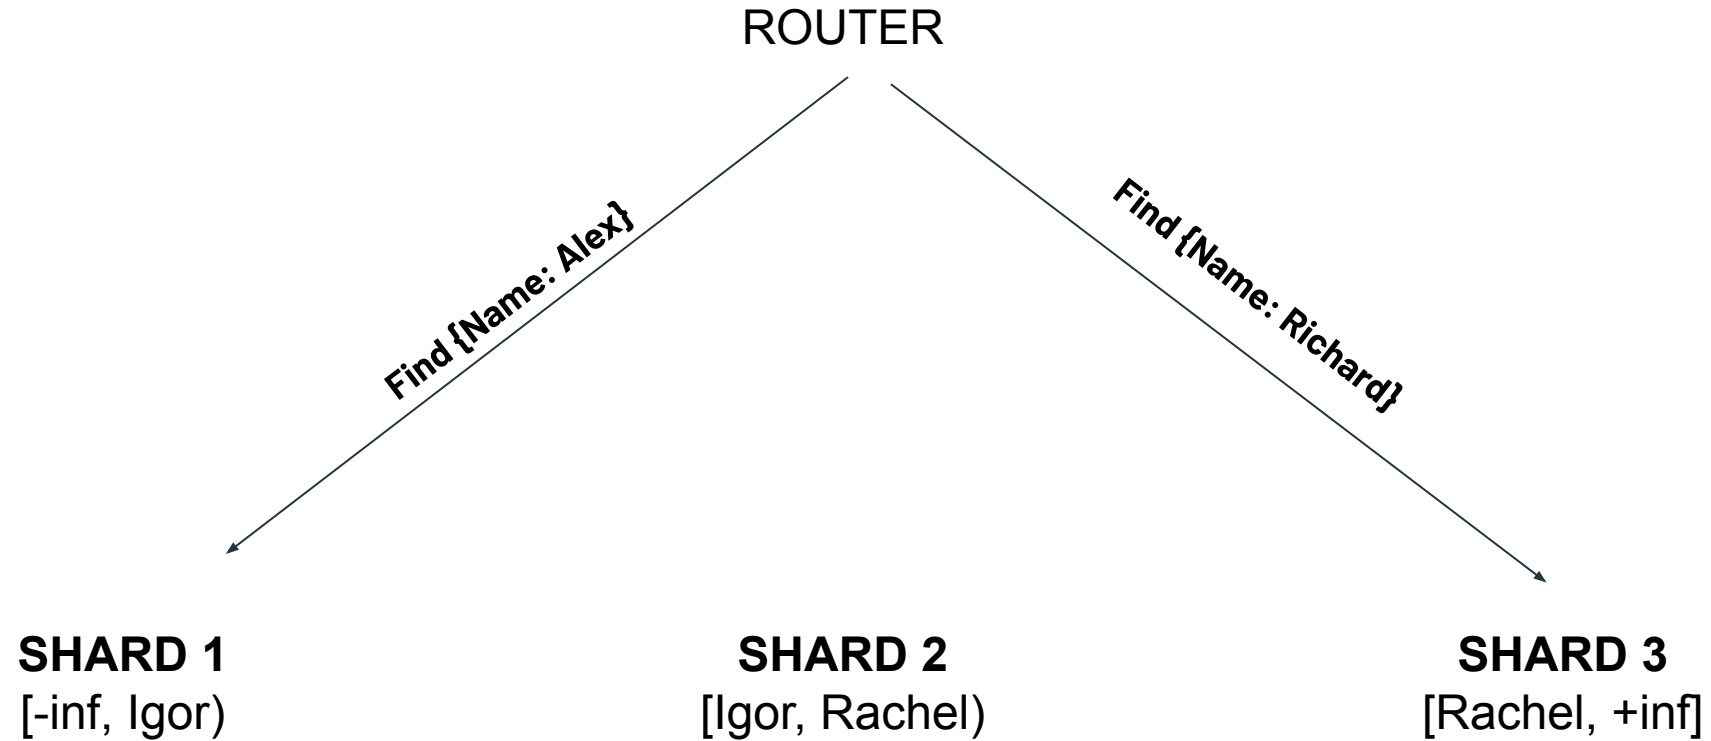 ROUTER
Find {Name: Alex}
Find {Name: Richard}
SHARD 1
[-inf, Igor)
SHARD 2
[Igor, Rachel)
SHARD 3
[Rachel, +inf]